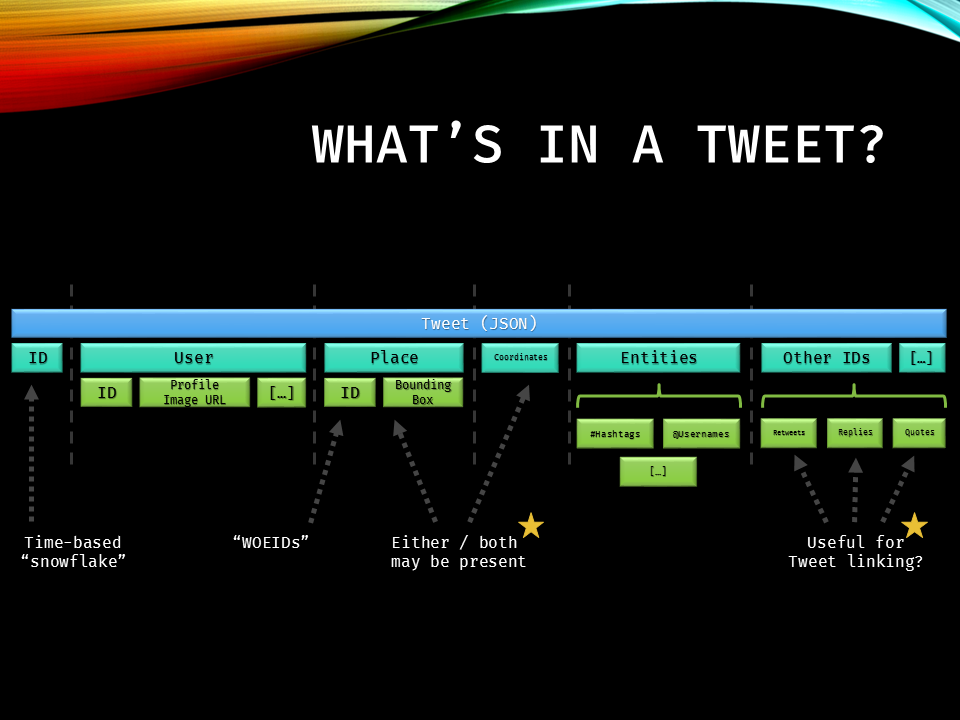 WHAT’S IN A TWEET?
Tweet (JSON)
ID
User
Place
Coordinates
Entities
Other IDs
[…]
ID
Profile
Image URL
[…]
ID
Bounding
Box
#Hashtags
@Usernames
[…]
Retweets
Replies
Quotes
Time-based
“snowflake”
“WOEIDs”
Either / both
may be present
Useful for
Tweet linking?